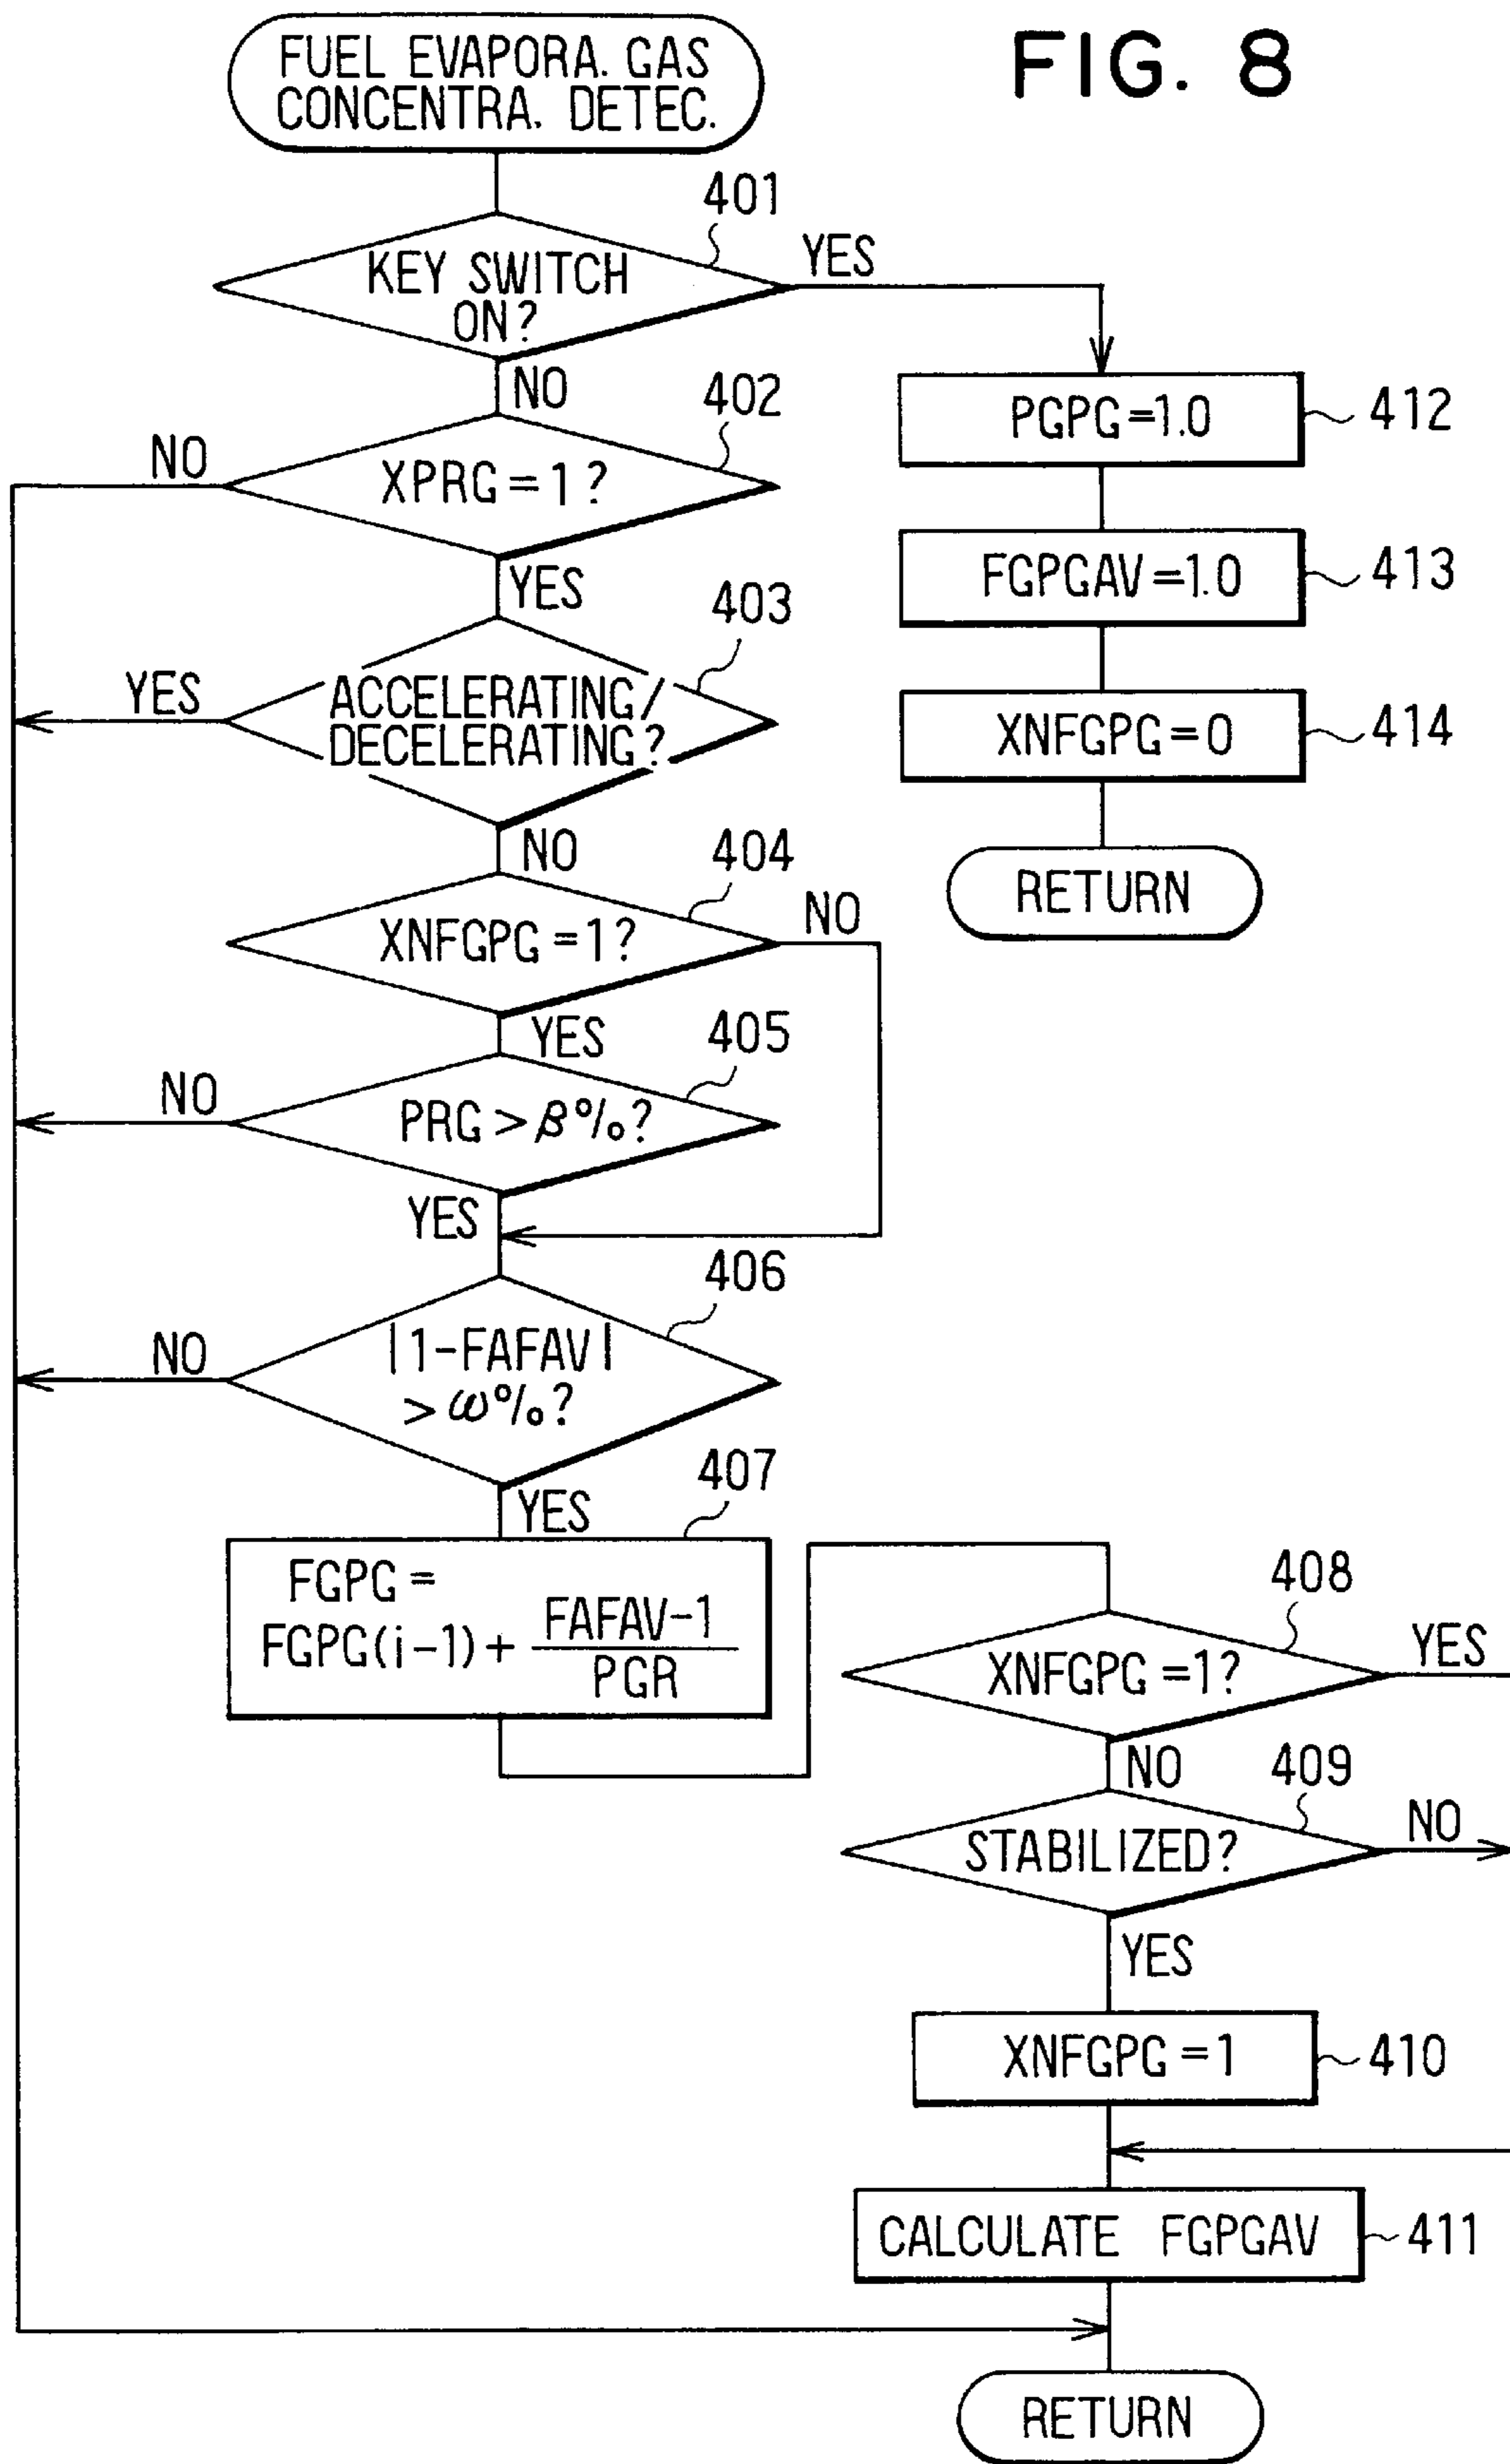 FIG. 8
FUEL EVAPORA. GAS
CONCENTRA. DETEC.
401
KEY SWITCH
ON?
YES
NO
402
XPRG=1?
NO
YES
403
ACCELERATING/
DECELERATING?
YES
NO
404
XNFGPG=1?
NO
YES
405
PRG>β%?
NO
YES
406
|1-FAFAV|
>ω%?
NO
YES
407
FGPG=
FGPG(i-1)+ FAFAV-1
PGR
408
XNFGPG=1?
YES
NO
409
STABILIZED?
NO
YES
XNFGPG=1
410
CALCULATE FGPGAV
411
RETURN
PGPG=1.0
412
FGPGAV=1.0
413
XNFGPG=0
414
RETURN